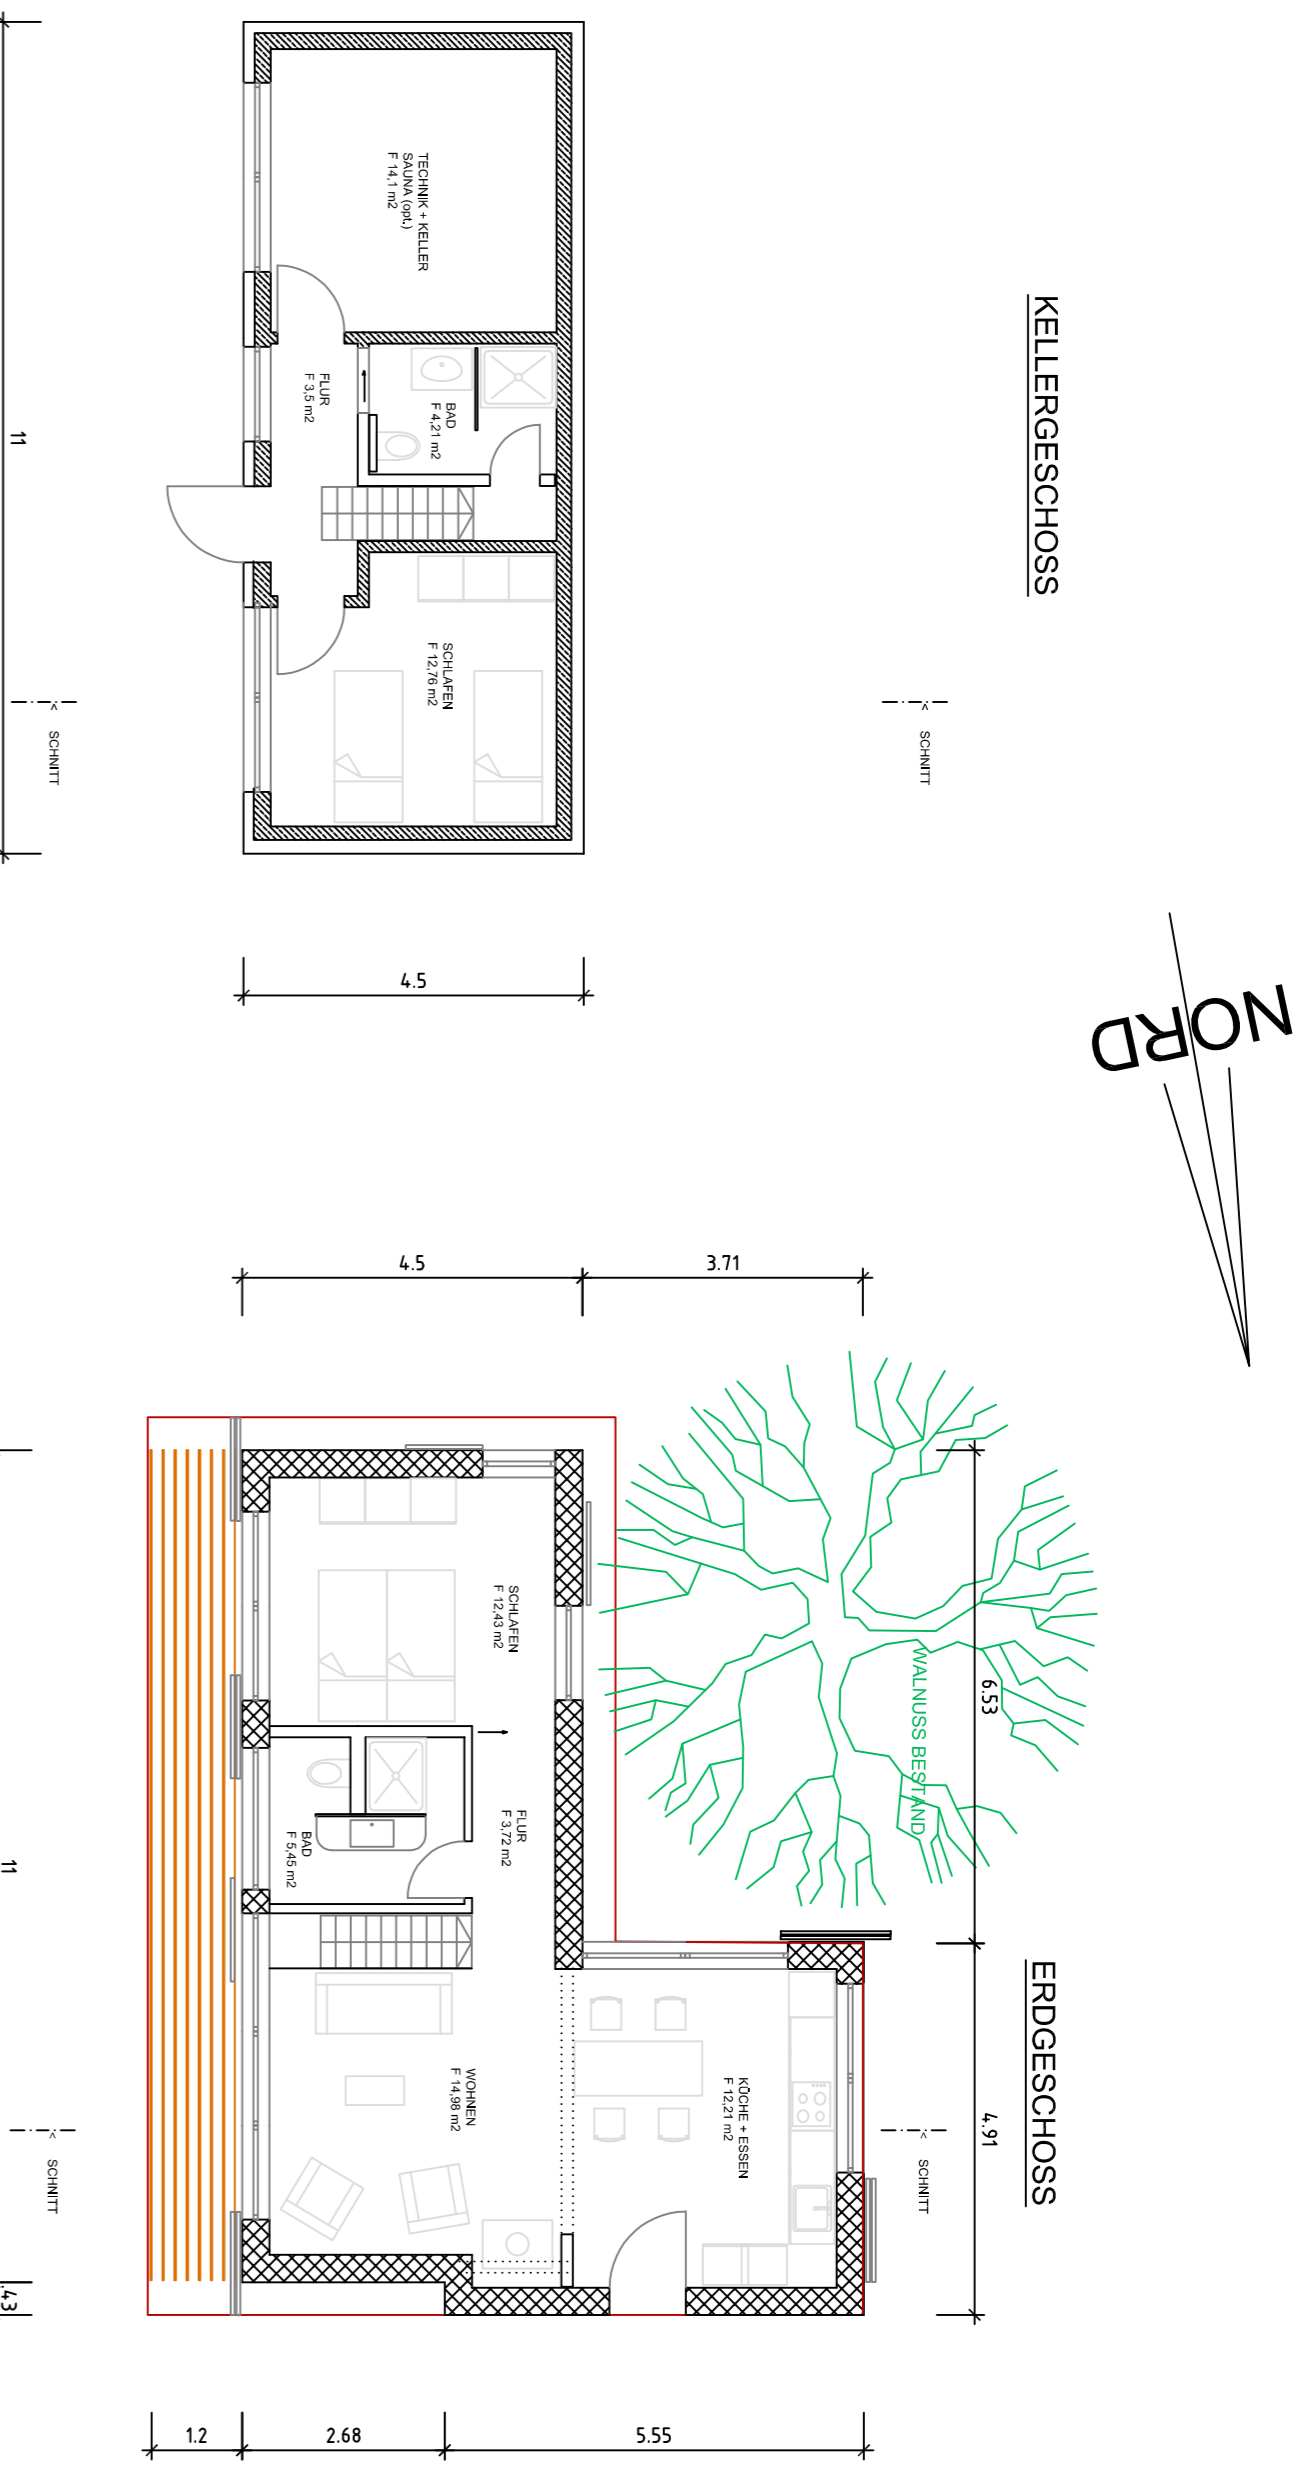 KELLERGESCHOSS
TECHNIK + KELLER
SAUNA (opt.)
F 14,1 m2
FLUR
F 3,5 m2
BAD
F 4,21 m2
SCHLAFEN
F 12,76 m2
< SCHNITT
< SCHNITT
11
4.5
NORD
ERDGESCHOSS
4.5
3.71
6.53
4.91
WALNUSS BESTAND
SCHLAFEN
F 12,43 m2
FLUR
F 3,72 m2
BAD
F 5,45 m2
WOHNEN
F 14,98 m2
KÜCHE + ESSEN
F 12,21 m2
< SCHNITT
< SCHNITT
11
.43
1.2
2.68
5.55